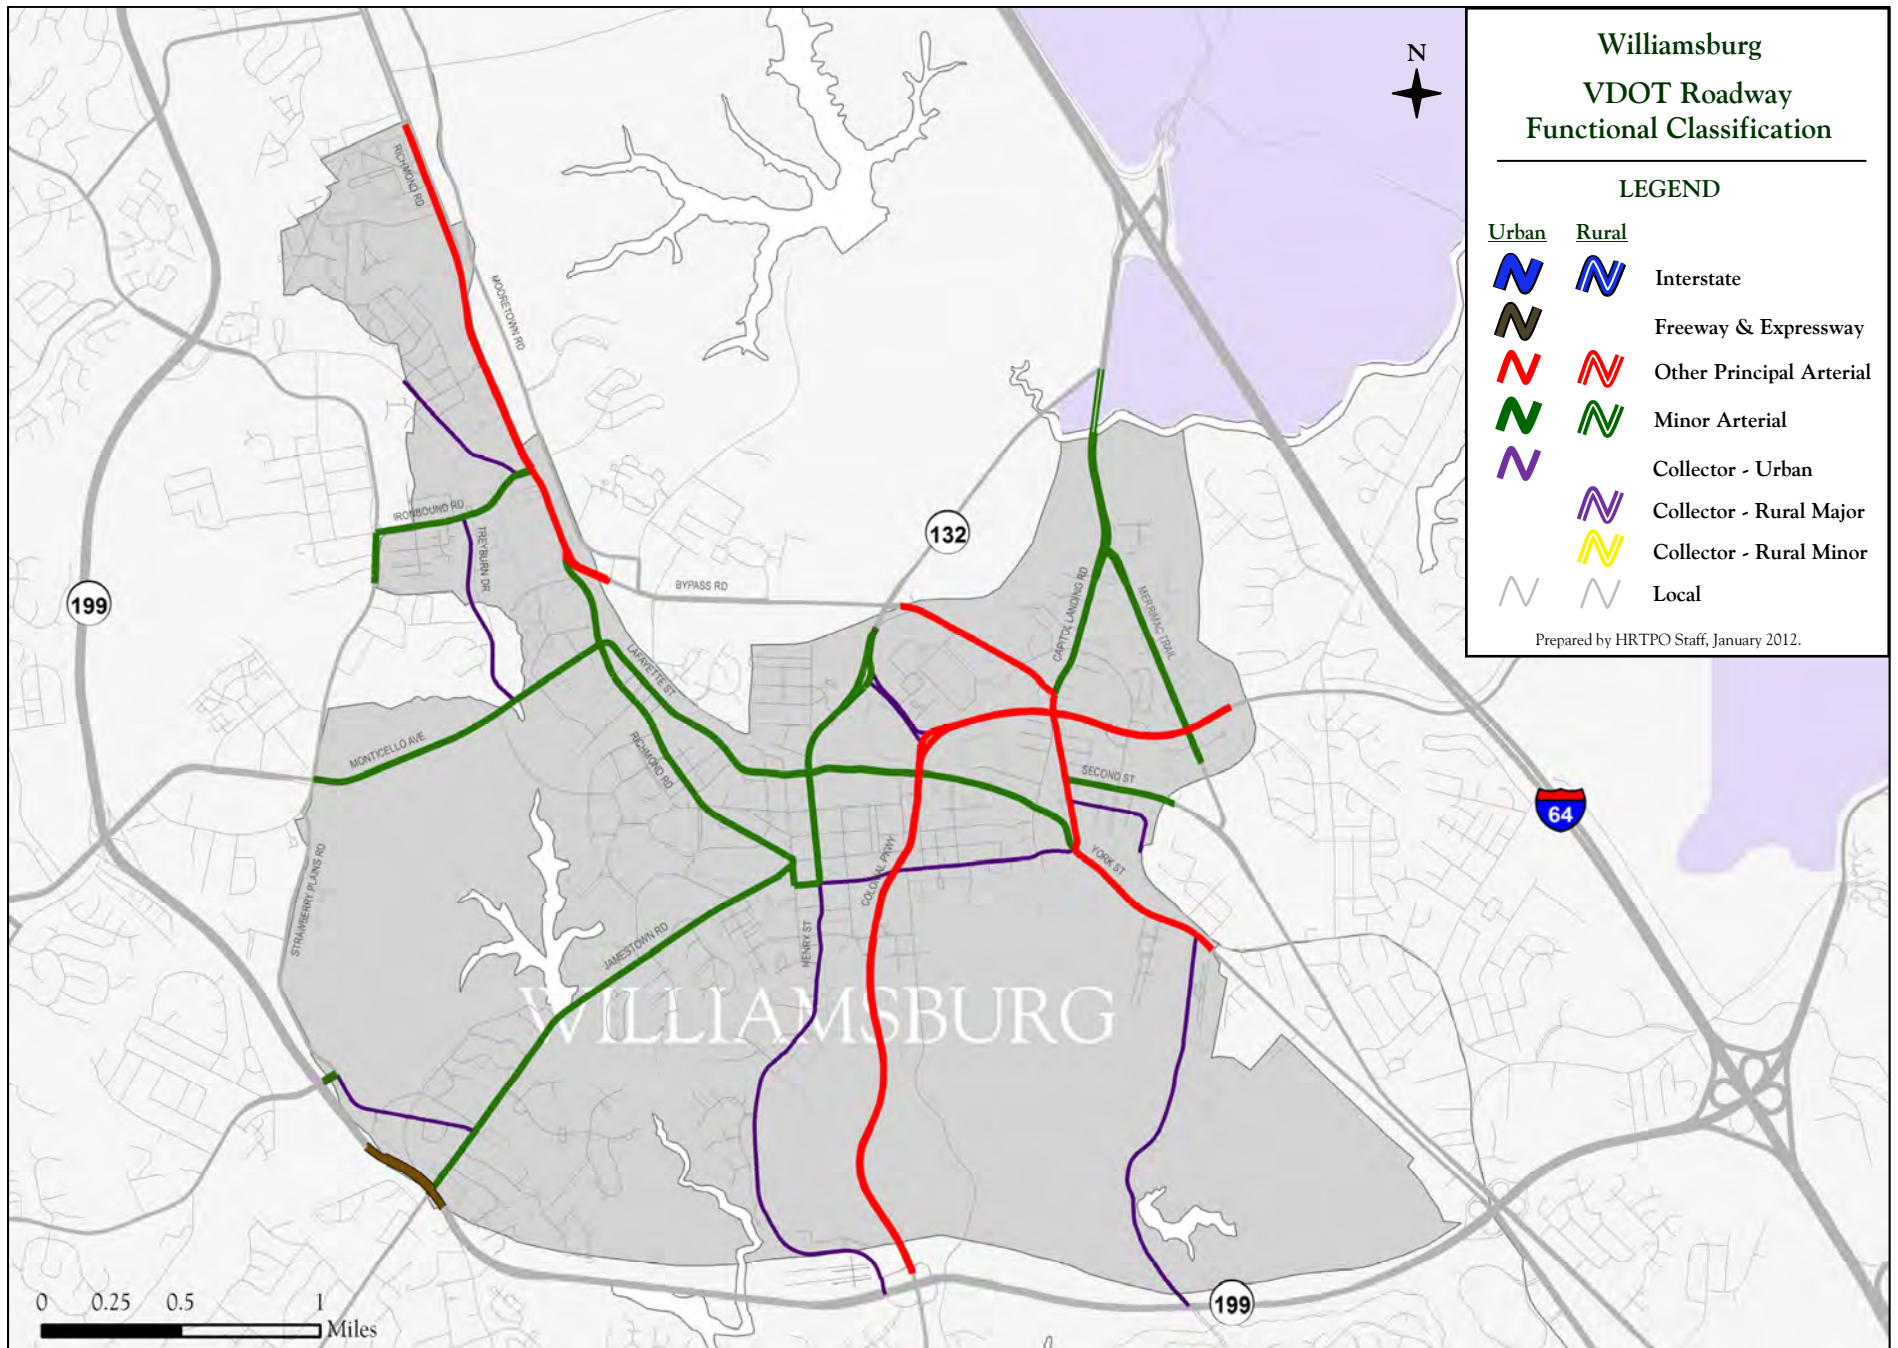 Williamsburg
VDOT Roadway
Functional Classification
LEGEND
Urban Rural
Interstate
Freeway & Expressway
Other Principal Arterial
Minor Arterial
Collector - Urban
Collector - Rural Major
Collector - Rural Minor
Local
Prepared by HRTPO Staff, January 2012.
N
RICHMOND RD
MOORETOWN RD
IRONBOUND RD
TREYBURN DR
132
BYPASS RD
199
CAPITOL LANDING RD
MERRIMAC TRAIL
LAFAYETTE ST
MONTICELLO AVE
RICHMOND RD
SECOND ST
64
STRAWBERRY PLAINS RD
COLONIAL PKWY
YORK ST
JAMESTOWN RD
HENRY ST
WILLIAMSBURG
199
0 0.25 0.5 1
Miles